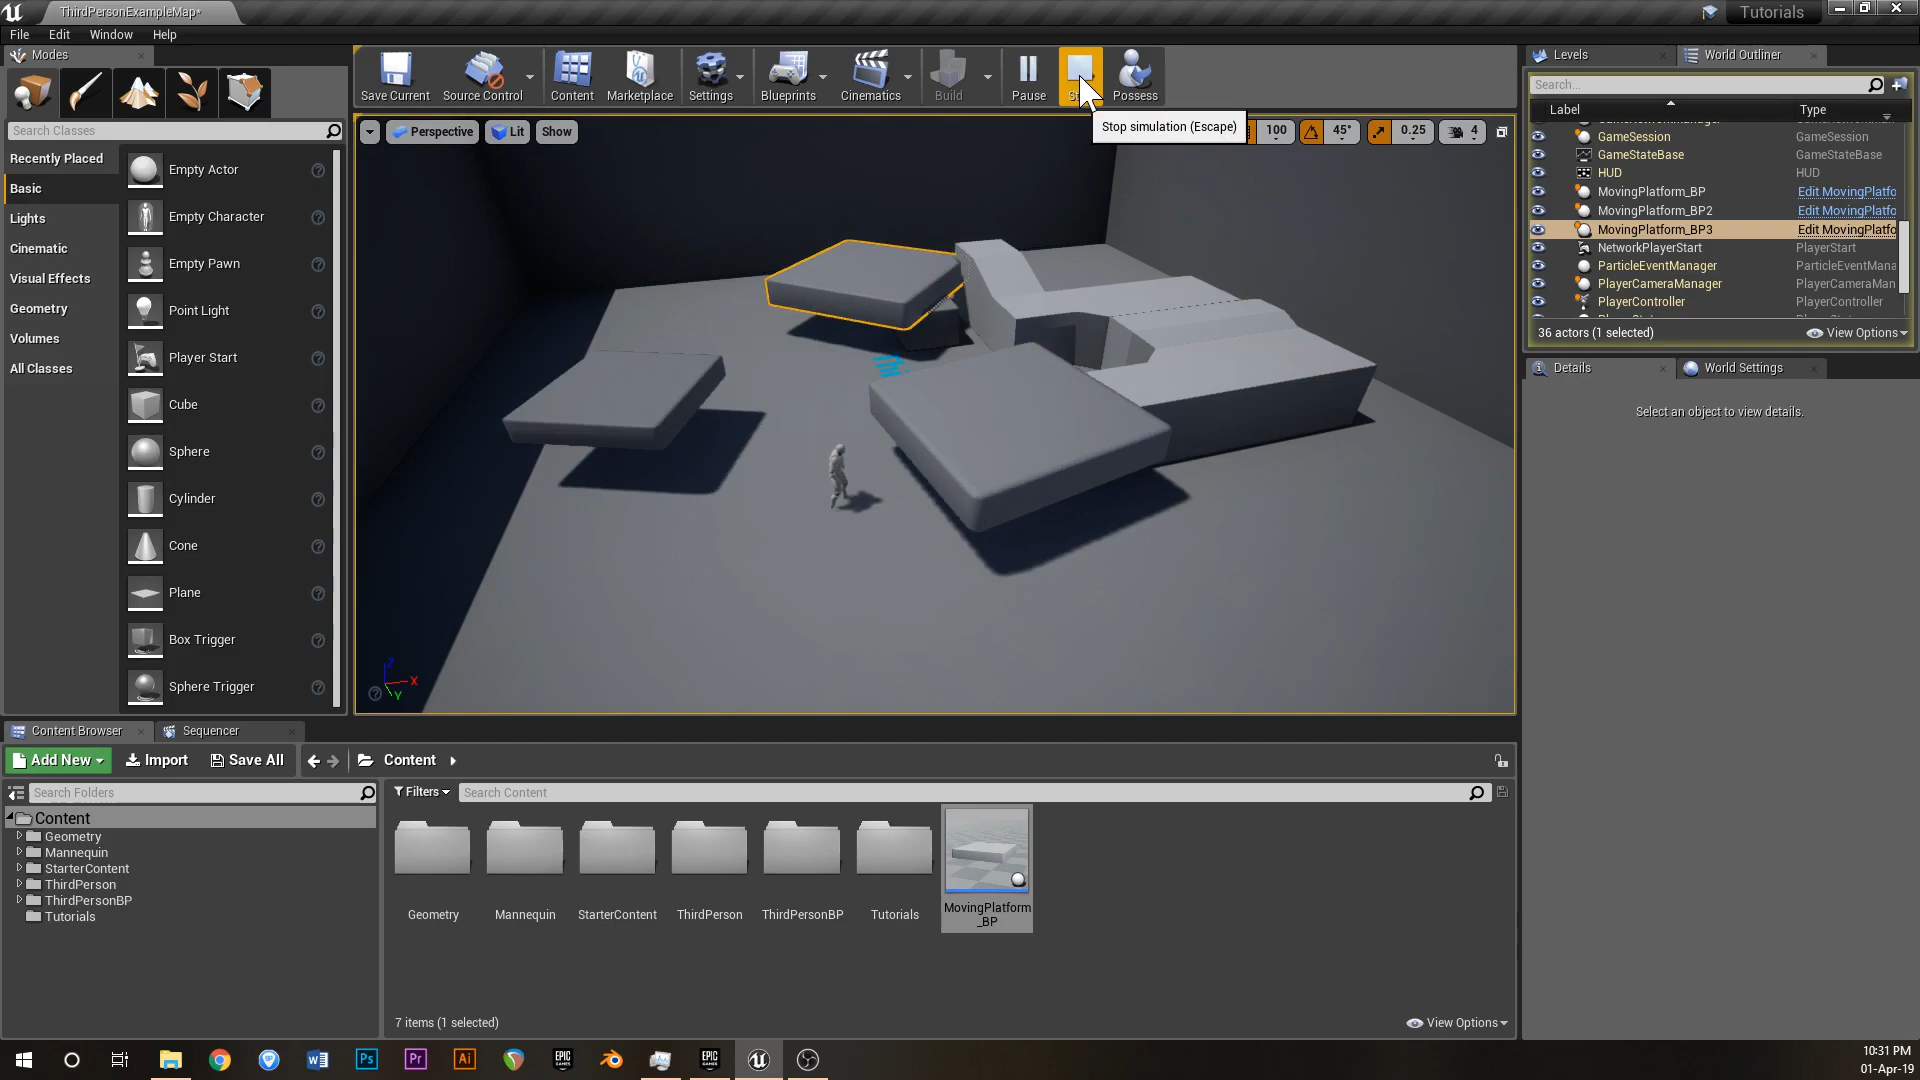 ThirdPersonExampleMap*
Tutorials
File
Edit
Window
Help
Modes
Search Classes
Recently Placed
Basic
Lights
Cinematic
Visual Effects
Geometry
Volumes
All Classes
Empty Actor
Empty Character
Empty Pawn
Point Light
Player Start
Cube
Sphere
Cylinder
Cone
Plane
Box Trigger
Sphere Trigger
Save Current
Source Control
Content
Marketplace
Settings
Blueprints
Cinematics
Build
Pause
Possess
Stop simulation (Escape)
Perspective
Lit
Show
100
45°
0.25
4
Z
X
Y
Levels
World Outliner
Search...
Label
Type
GameSession
GameSession
GameStateBase
GameStateBase
HUD
HUD
MovingPlatform_BP
Edit MovingPlatfo
MovingPlatform_BP2
Edit MovingPlatfo
MovingPlatform_BP3
Edit MovingPlatfo
NetworkPlayerStart
PlayerStart
ParticleEventManager
ParticleEventMana
PlayerCameraManager
PlayerCameraMan
PlayerController
PlayerController
36 actors (1 selected)
View Options
Details
World Settings
Select an object to view details.
Content Browser
Sequencer
Add New
Import
Save All
Content
Search Folders
Filters
Search Content
Content
Geometry
Mannequin
StarterContent
ThirdPerson
ThirdPersonBP
Tutorials
Geometry
Mannequin
StarterContent
ThirdPerson
ThirdPersonBP
Tutorials
MovingPlatform
_BP
7 items (1 selected)
View Options
Ps
Pr
Ai
EPIC
GAMES
EPIC
GAMES
10:31 PM
01-Apr-19